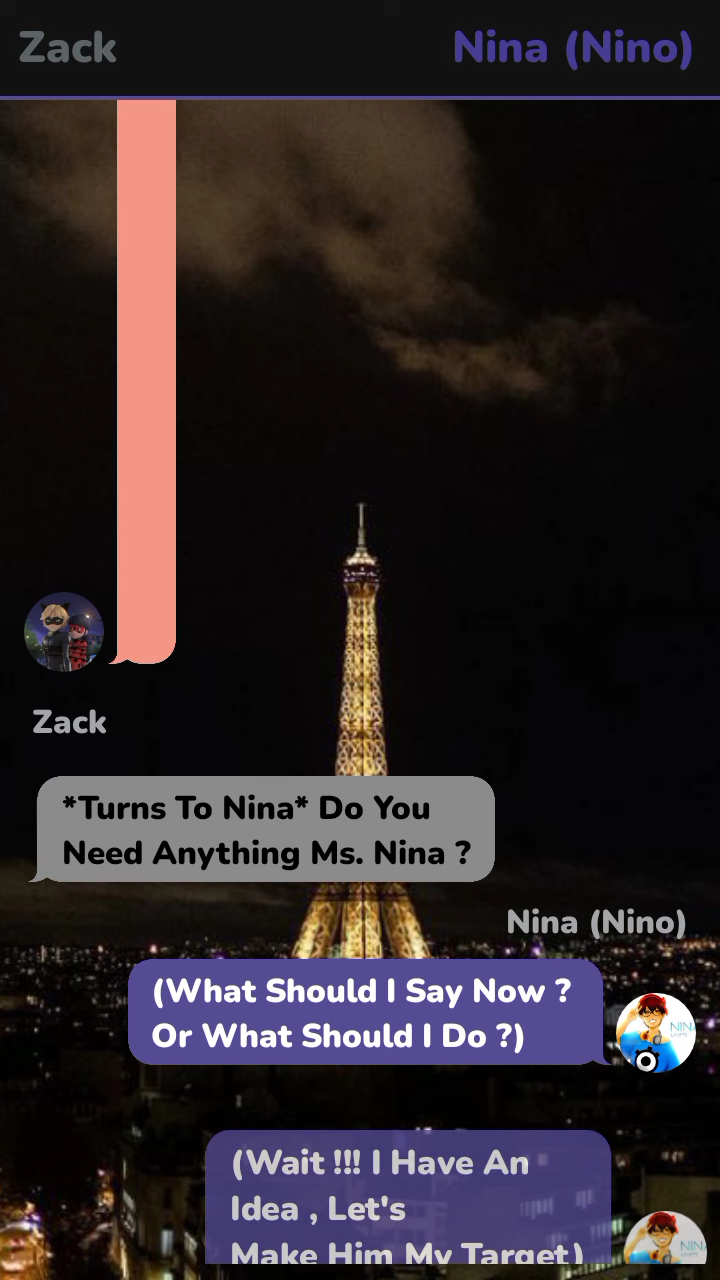 Zack
Nina (Nino)
Zack
*Turns To Nina* Do You
Need Anything Ms. Nina ?
Nina (Nino)
(What Should I Say Now ?
Or What Should I Do ?)
(Wait !!! I Have An
Idea , Let's
Make Him My Target)